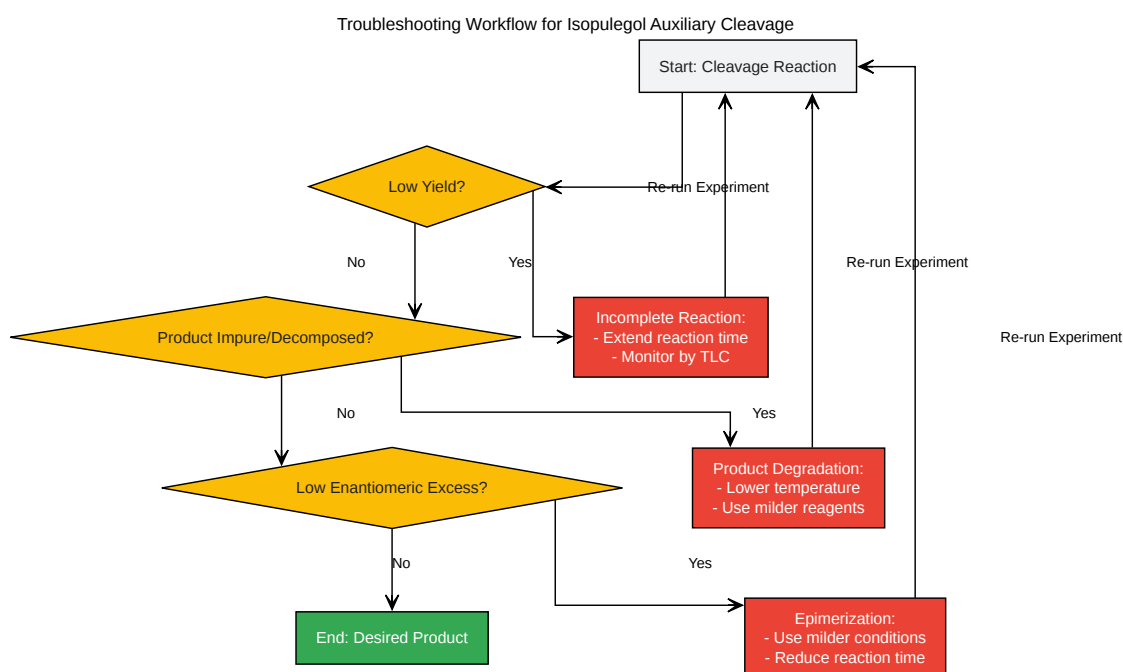 Troubleshooting Workflow for Isopulegol Auxiliary Cleavage
Start: Cleavage Reaction
Low Yield?
Re-run Experiment
No
Yes
Re-run Experiment
Incomplete Reaction:
- Extend reaction time
- Monitor by TLC
Product Impure/Decomposed?
Re-run Experiment
No
Yes
Product Degradation:
- Lower temperature
- Use milder reagents
Low Enantiomeric Excess?
No
Yes
Epimerization:
- Use milder conditions
- Reduce reaction time
End: Desired Product